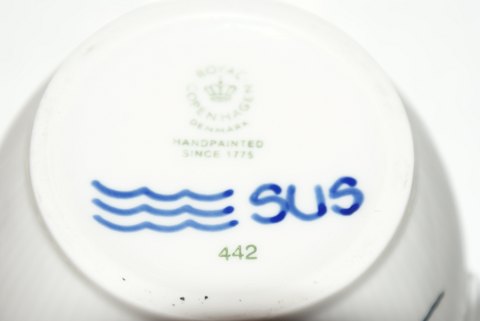 ROYAL
COPENHAGEN
DENMARK
HANDPAINTED
SINCE 1775
SUS
442